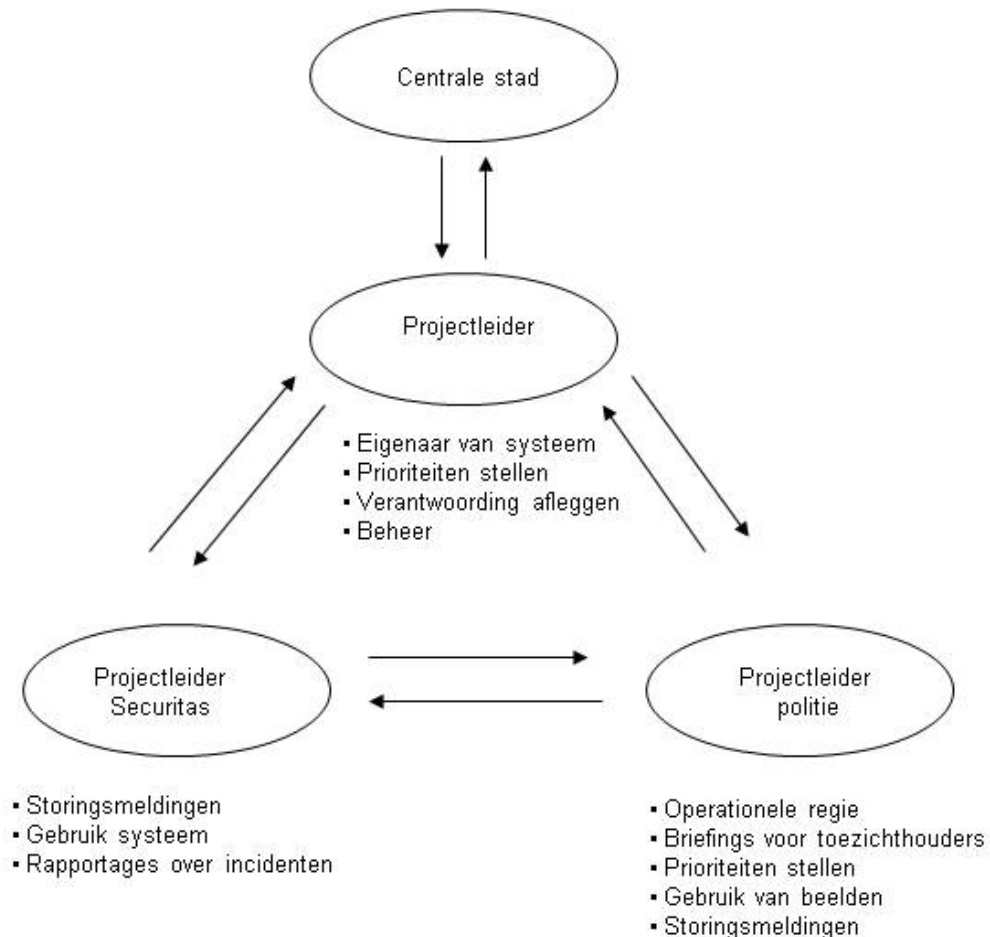 Centrale stad
Projectleider
▪ Eigenaar van systeem
▪ Prioriteiten stellen
▪ Verantwoording afleggen
▪ Beheer
Projectleider
Securitas
Projectleider
politie
▪ Storingsmeldingen
▪ Gebruik systeem
▪ Rapportages over incidenten
▪ Operationele regie
▪ Briefings voor toezichthouders
▪ Prioriteiten stellen
▪ Gebruik van beelden
▪ Storingsmeldingen